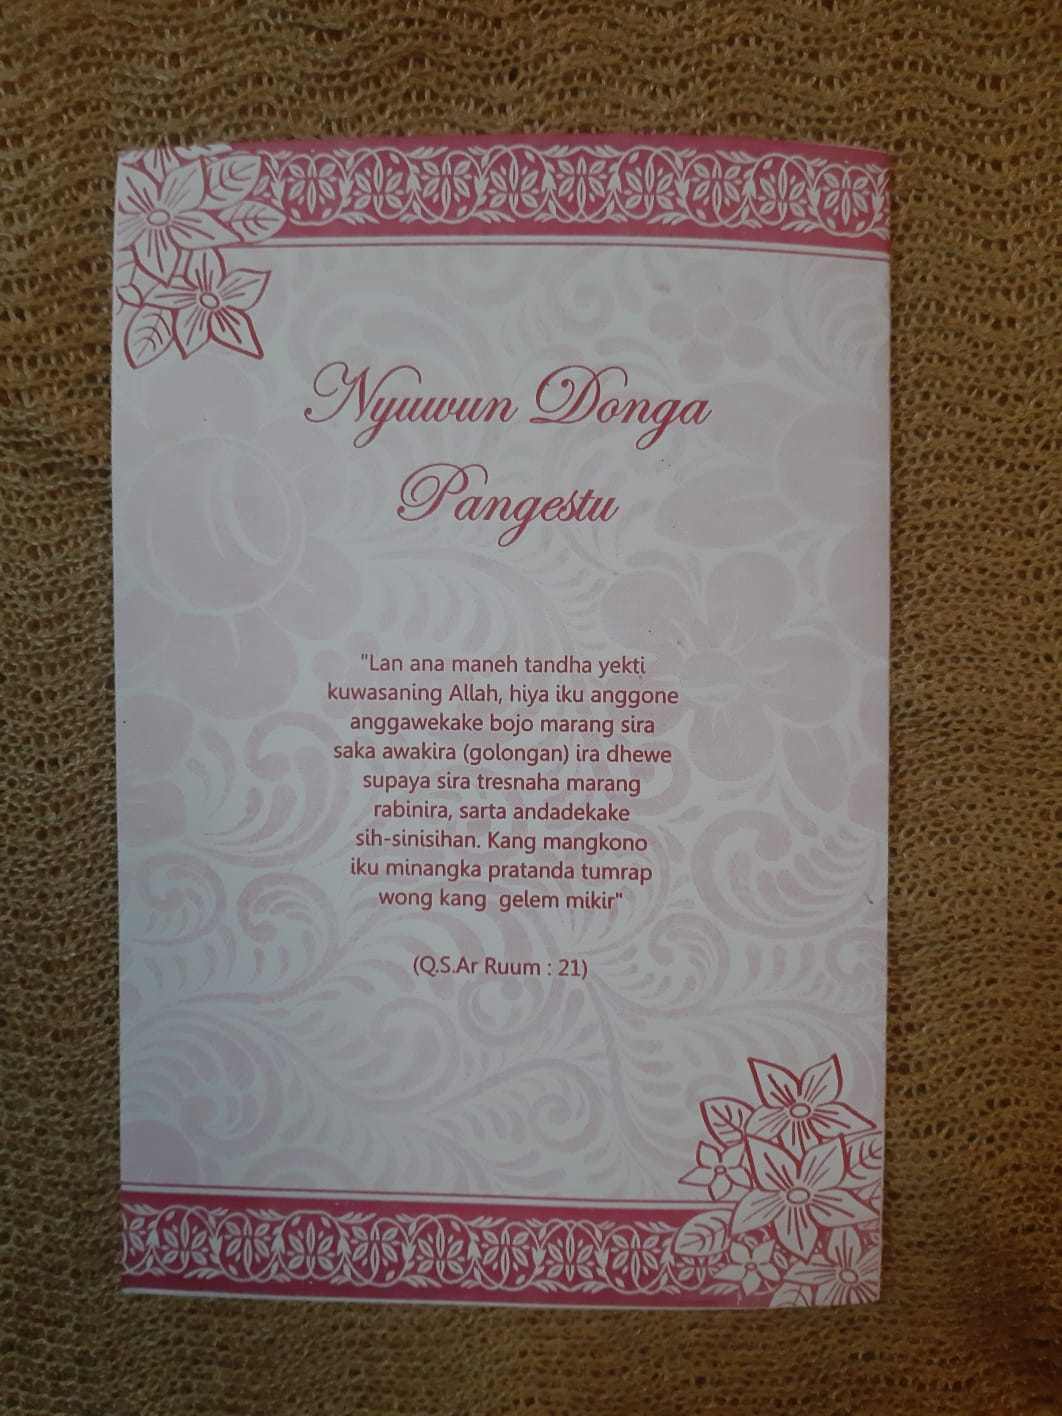 Nyuwun Donga
Pangestu
"Lan ana maneh tandha yekti
kuwasaning Allah, hiya iku anggone
anggawekake bojo marang sira
saka awakira (golongan) ira dhewe
supaya sira tresnaha marang
rabinira, sarta andadekake
sih-sinisihan. Kang mangkono
iku minangka pratanda tumrap
wong kang  gelem mikir"
(Q.S.Ar Ruum : 21)